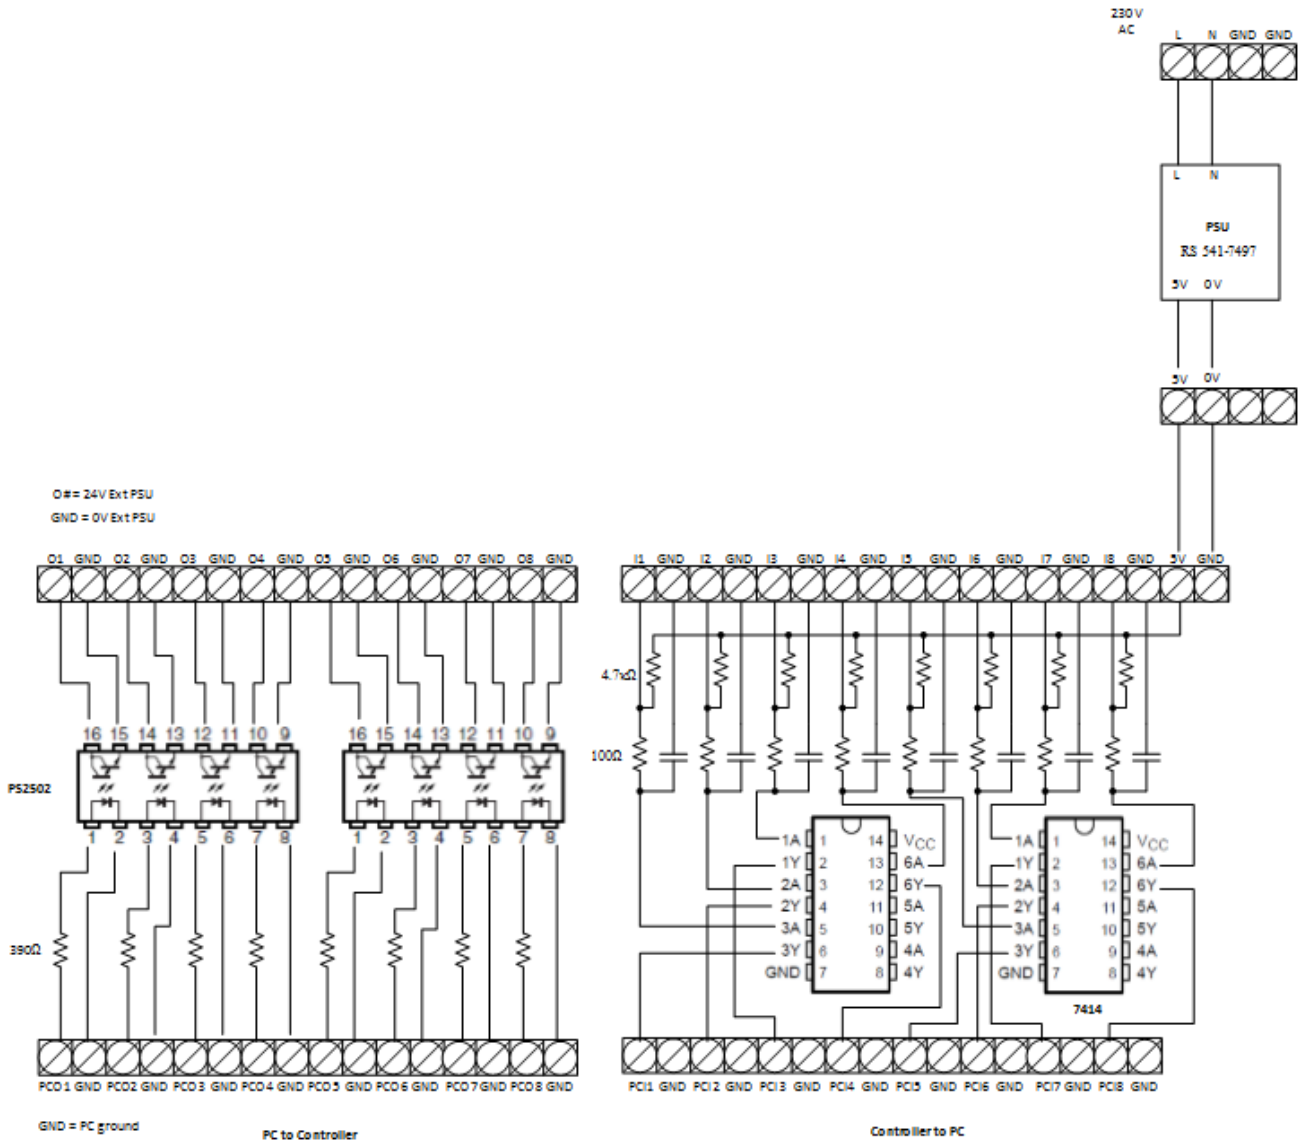 230 V
AC
L N GND GND
L N
PSU
RS 541-7497
5V 0V
5V 0V
O#= 24V Ext PSU
GND = 0V Ext PSU
O1 GND O2 GND O3 GND O4 GND O5 GND O6 GND O7 GND O8 GND
I1 GND I2 GND I3 GND I4 GND I5 GND I6 GND I7 GND I8 GND 5V GND
4.7kΩ
100Ω
16 15 14 13 12 11 10 9
16 15 14 13 12 11 10 9
PS2502
1 2 3 4 5 6 7 8
1 2 3 4 5 6 7 8
1A 1 14 VCC
1Y 2 13 6A
2A 3 12 6Y
2Y 4 11 5A
3A 5 10 5Y
3Y 6 9 4A
GND 7 8 4Y
1A 1 14 VCC
1Y 2 13 6A
2A 3 12 6Y
2Y 4 11 5A
3A 5 10 5Y
3Y 6 9 4A
GND 7 8 4Y
7414
390Ω
PCO1 GND PCO2 GND PCO3 GND PCO4 GND PCO5 GND PCO6 GND PCO7 GND PCO8 GND
PCI1 GND PCI2 GND PCI3 GND PCI4 PCI5 GND PCI6 GND PCI7 GND PCI8 GND
GND = PC ground
PC to Controller
Controller to PC